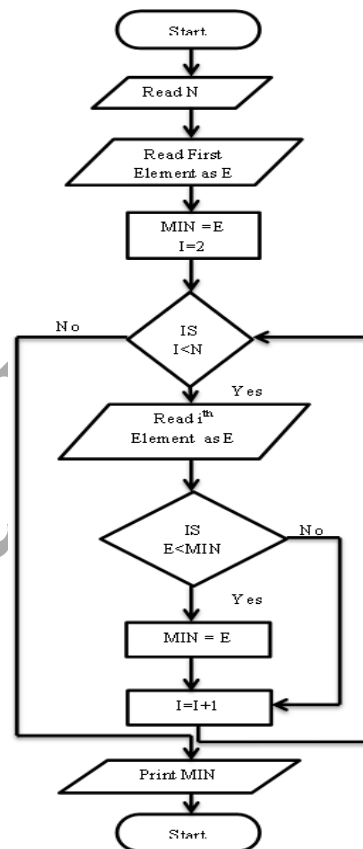 Start
Read N
Read First
Element as E
MIN =E
I=2
IS
I<N
No
Yes
Read i^th
Element as E
IS
E<MIN
No
Yes
MIN = E
I=I+1
Print MIN
Start